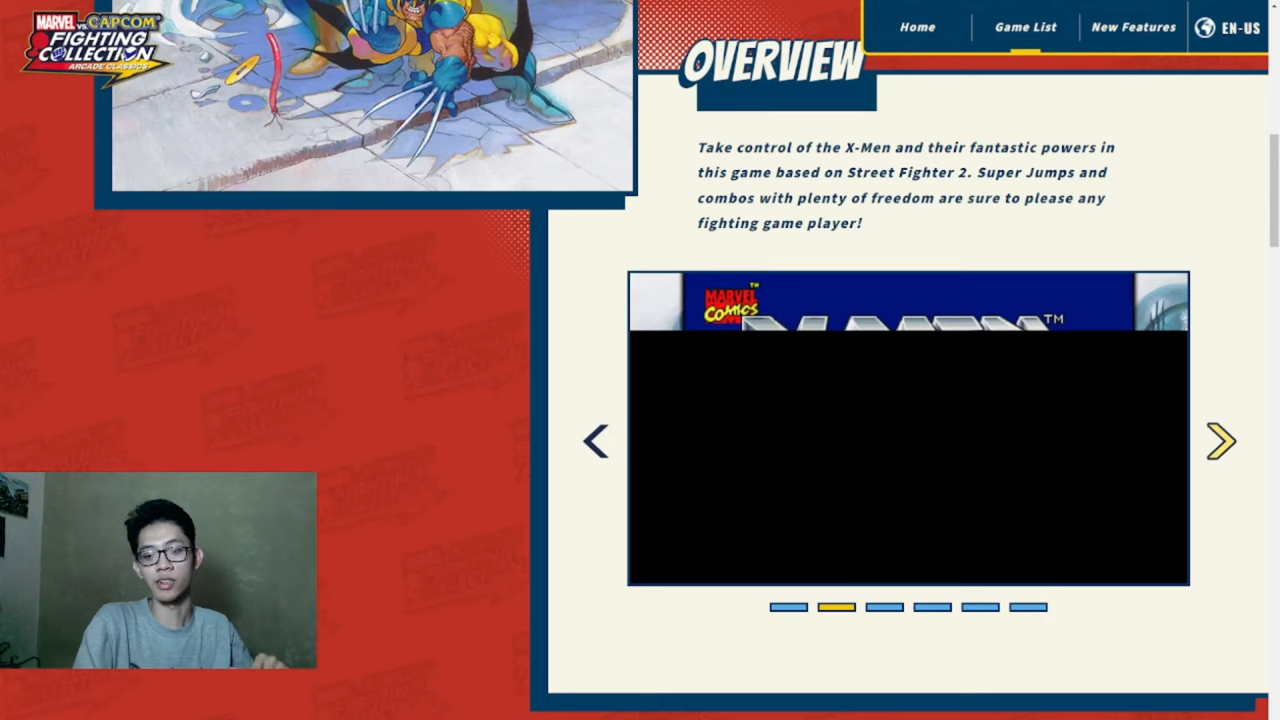 MARVEL VS. CAPCOM
FIGHTING
COLLECTION
ARCADE CLASSICS
Home
Game List
New Features
EN-US
OVERVIEW
Take control of the X-Men and their fantastic powers in
this game based on Street Fighter 2. Super Jumps and
combos with plenty of freedom are sure to please any
fighting game player!
MARVEL
COMICS
TM
X-MEN TM